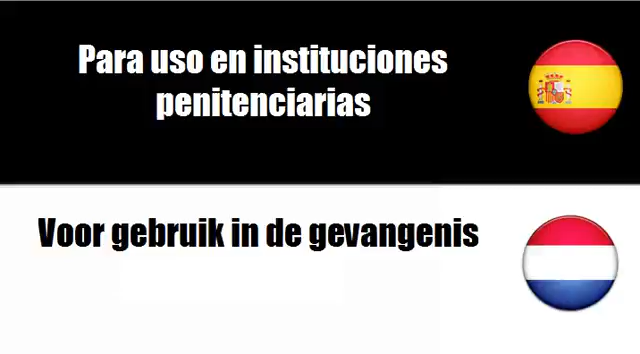 Para uso en instituciones
penitenciarias
Voor gebruik in de gevangenis